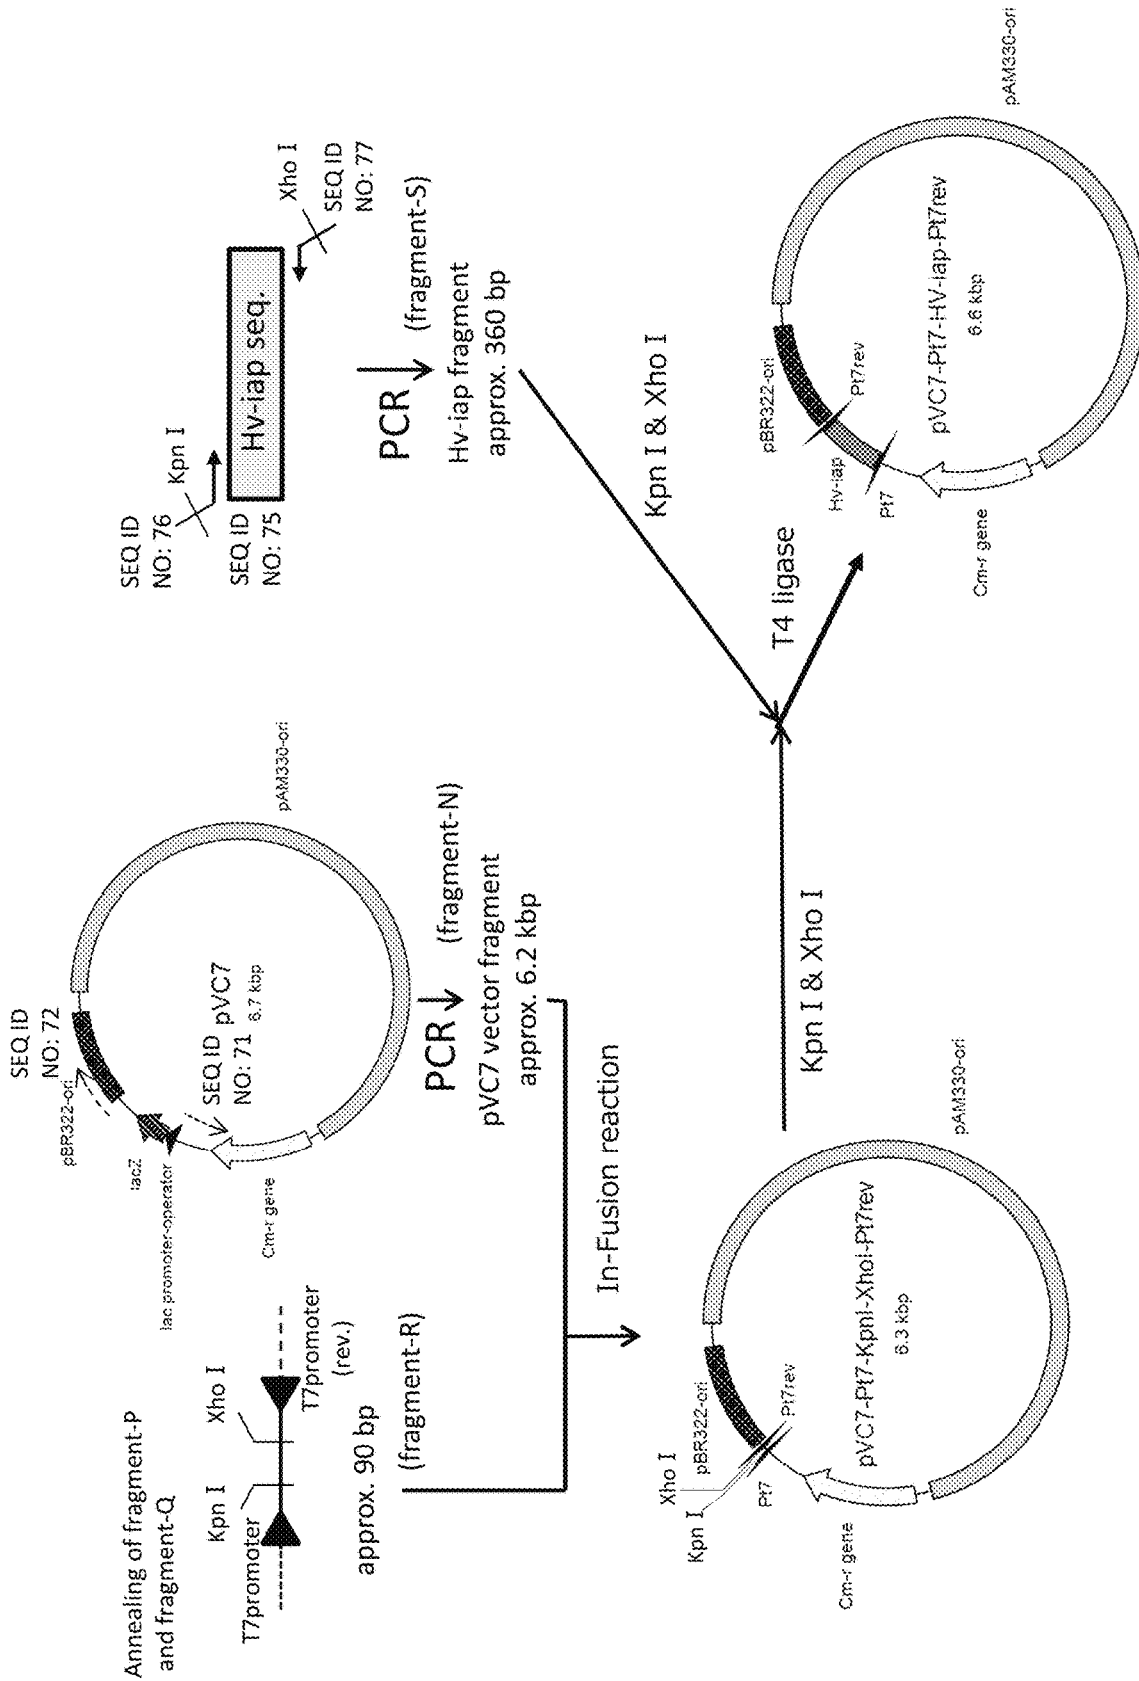 Annealing of fragment-P
and fragment-Q
Kpn I
Xho I
T7promoter
T7promoter
(rev.)
approx. 90 bp
(fragment-R)
SEQ ID
NO: 72
pBR322-ori
lacZ
lac promoter-operator
SEQ ID
NO: 71
pVC7
6.7 kbp
Cm-r gene
pAM330-ori
PCR
(fragment-N)
pVC7 vector fragment
approx. 6.2 kbp
In-Fusion reaction
SEQ ID
NO: 76
Kpn I
SEQ ID
NO: 75
Hv-iap seq.
Xho I
SEQ ID
NO: 77
PCR
(fragment-S)
Hv-iap fragment
approx. 360 bp
Kpn I & Xho I
Kpn I
Xho I
pBR322-ori
Pt7rev
Pt7
Cm-r gene
pVC7-Pt7-KpnI-XhoI-Pt7rev
6.3 kbp
pAM330-ori
Kpn I & Xho I
T4 ligase
pBR322-ori
Pt7rev
Hv-iap
Pt7
Cm-r gene
pVC7-Pt7-HV-iap-Pt7rev
6.6 kbp
pAM330-ori